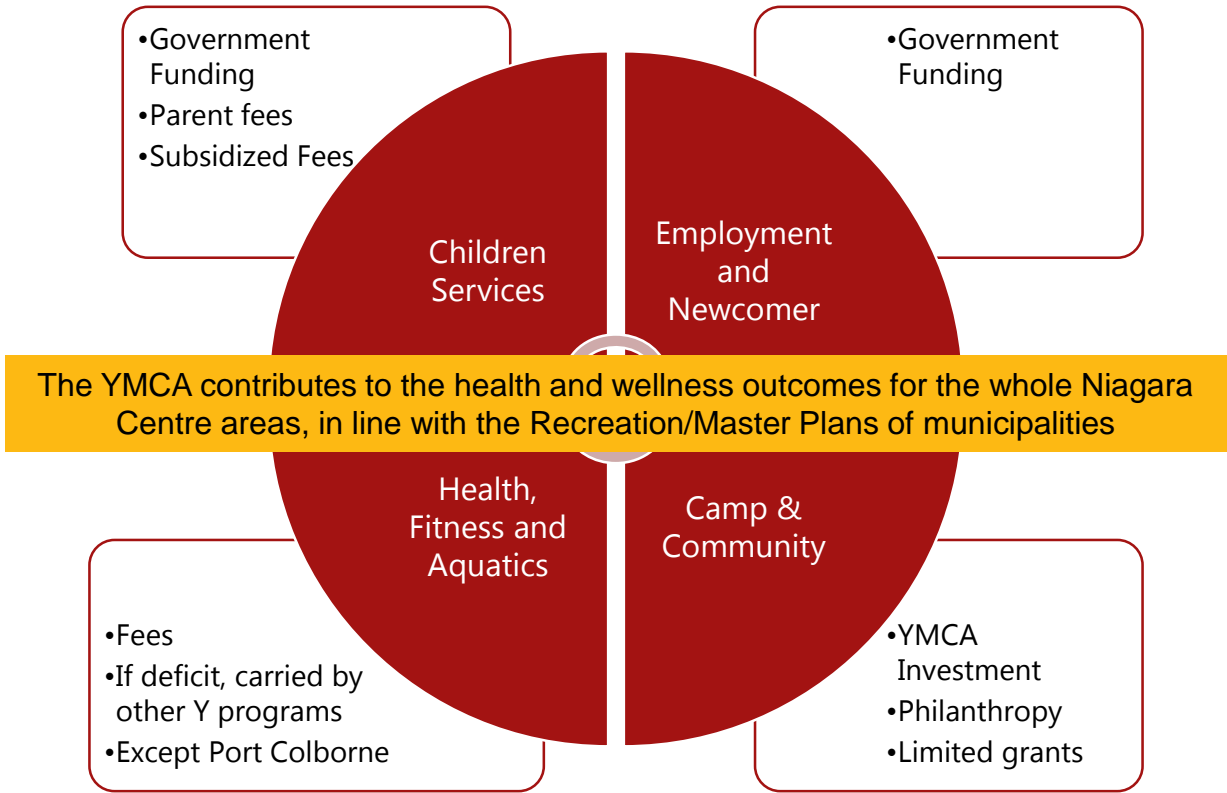 •Government
Funding
•Parent fees
•Subsidized Fees
•Government
Funding
Children
Services
Employment
and
Newcomer
The YMCA contributes to the health and wellness outcomes for the whole Niagara
Centre areas, in line with the Recreation/Master Plans of municipalities
Health,
Fitness and
Aquatics
Camp &
Community
•Fees
•If deficit, carried by
other Y programs
•Except Port Colborne
•YMCA
Investment
•Philanthropy
•Limited grants